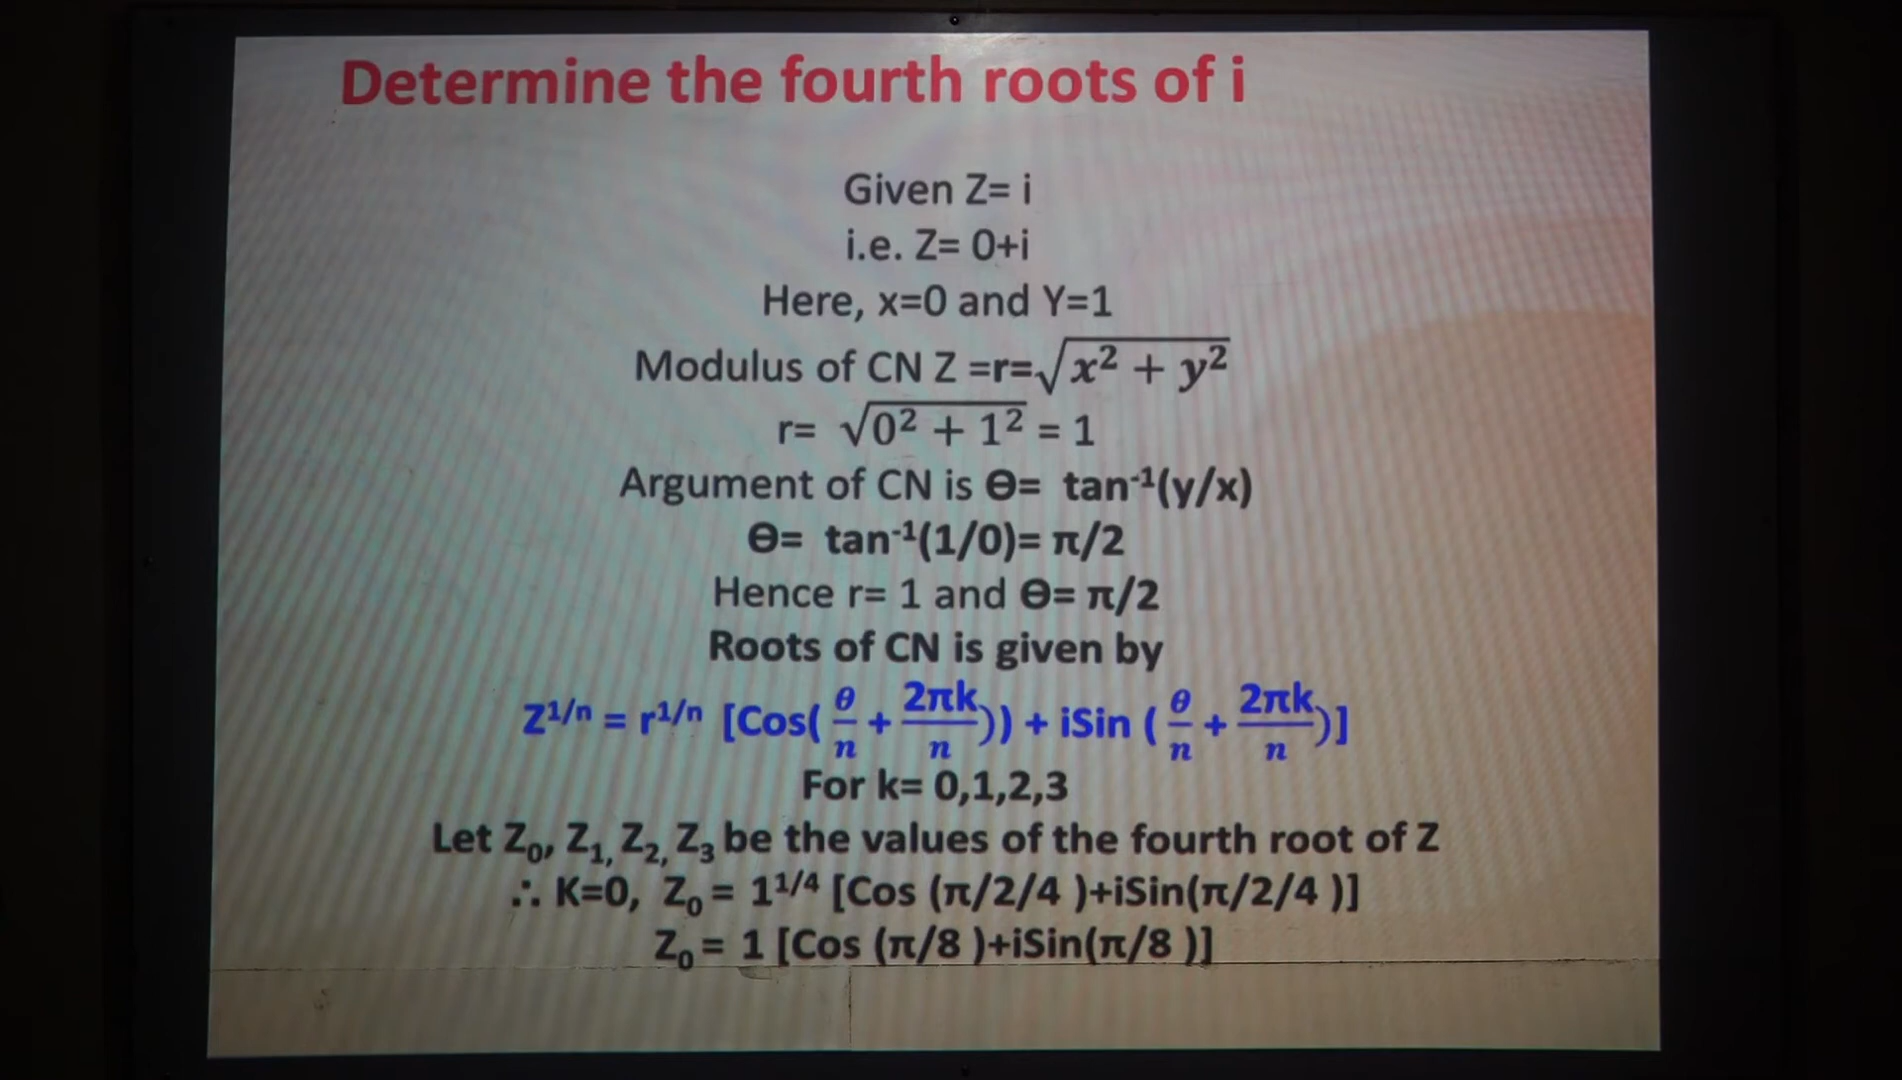 Determine the fourth roots of i
Given Z= i
i.e. Z= 0+i
Here, x=0 and Y=1
Modulus of CN Z =r=√x² + y²
r= √0² + 1² = 1
Argument of CN is ϴ= tan⁻¹(y/x)
ϴ= tan⁻¹(1/0)= π/2
Hence r= 1 and ϴ= π/2
Roots of CN is given by
Z¹/ⁿ = r¹/ⁿ [Cos( θ/n + 2πk/n)) + iSin ( θ/n + 2πk/n)]
For k= 0,1,2,3
Let Z₀, Z₁, Z₂, Z₃ be the values of the fourth root of Z
∴ K=0, Z₀ = 1¹/⁴ [Cos (π/2/4 )+iSin(π/2/4 )]
Z₀ = 1 [Cos (π/8 )+iSin(π/8 )]